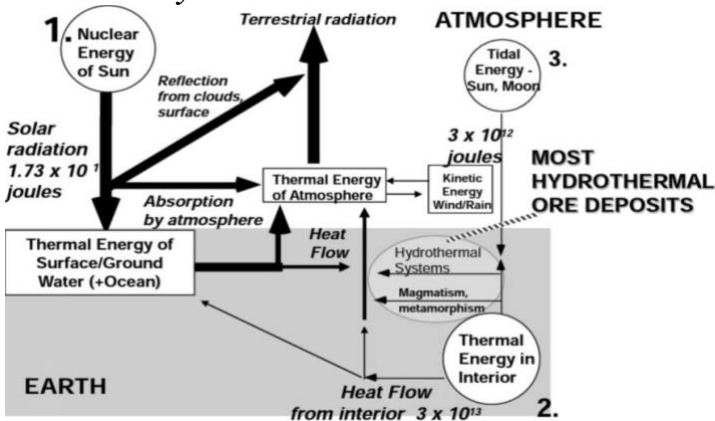 Terrestrial radiation
ATMOSPHERE
1.
Nuclear
Energy
of Sun
Tidal
Energy -
Sun, Moon
3.
Reflection
from clouds,
surface
Solar
radiation
1.73 x 10
joules
3 x 10¹²
joules
MOST
HYDROTHERMAL
ORE DEPOSITS
Thermal Energy
of Atmosphere
Kinetic
Energy
Wind/Rain
Absorption
by atmosphere
Thermal Energy of
Surface/Ground
Water (+Ocean)
Heat
Flow
Hydrothermal
Systems
Magmatism,
metamorphism
Thermal
Energy in
Interior
EARTH
Heat Flow
from interior 3 x 10¹³
2.